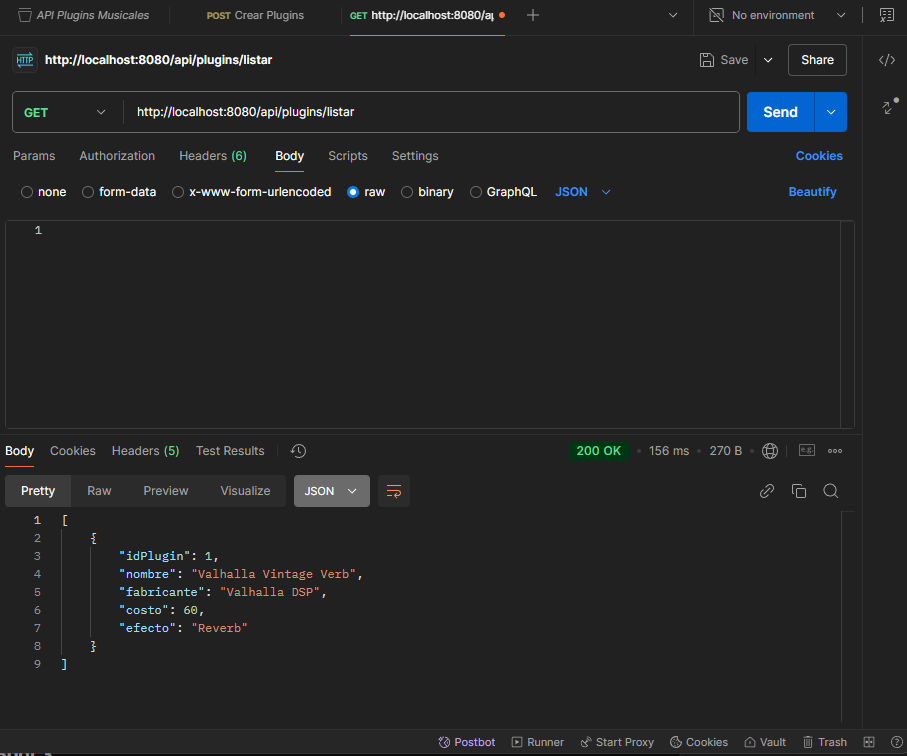 API Plugins Musicales
POST Crear Plugins
GET http://localhost:8080/ap
No environment
HTTP http://localhost:8080/api/plugins/listar
Save
Share
GET
http://localhost:8080/api/plugins/listar
Send
Params Authorization Headers (6) Body Scripts Settings Cookies
none form-data x-www-form-urlencoded raw binary GraphQL JSON Beautify
1
Body Cookies Headers (5) Test Results 200 OK 156 ms 270 B
Pretty Raw Preview Visualize JSON
1 [
2 {
3 "idPlugin": 1,
4 "nombre": "Valhalla Vintage Verb",
5 "fabricante": "Valhalla DSP",
6 "costo": 60,
7 "efecto": "Reverb"
8 }
9 ]
Postbot Runner Start Proxy Cookies Vault Trash